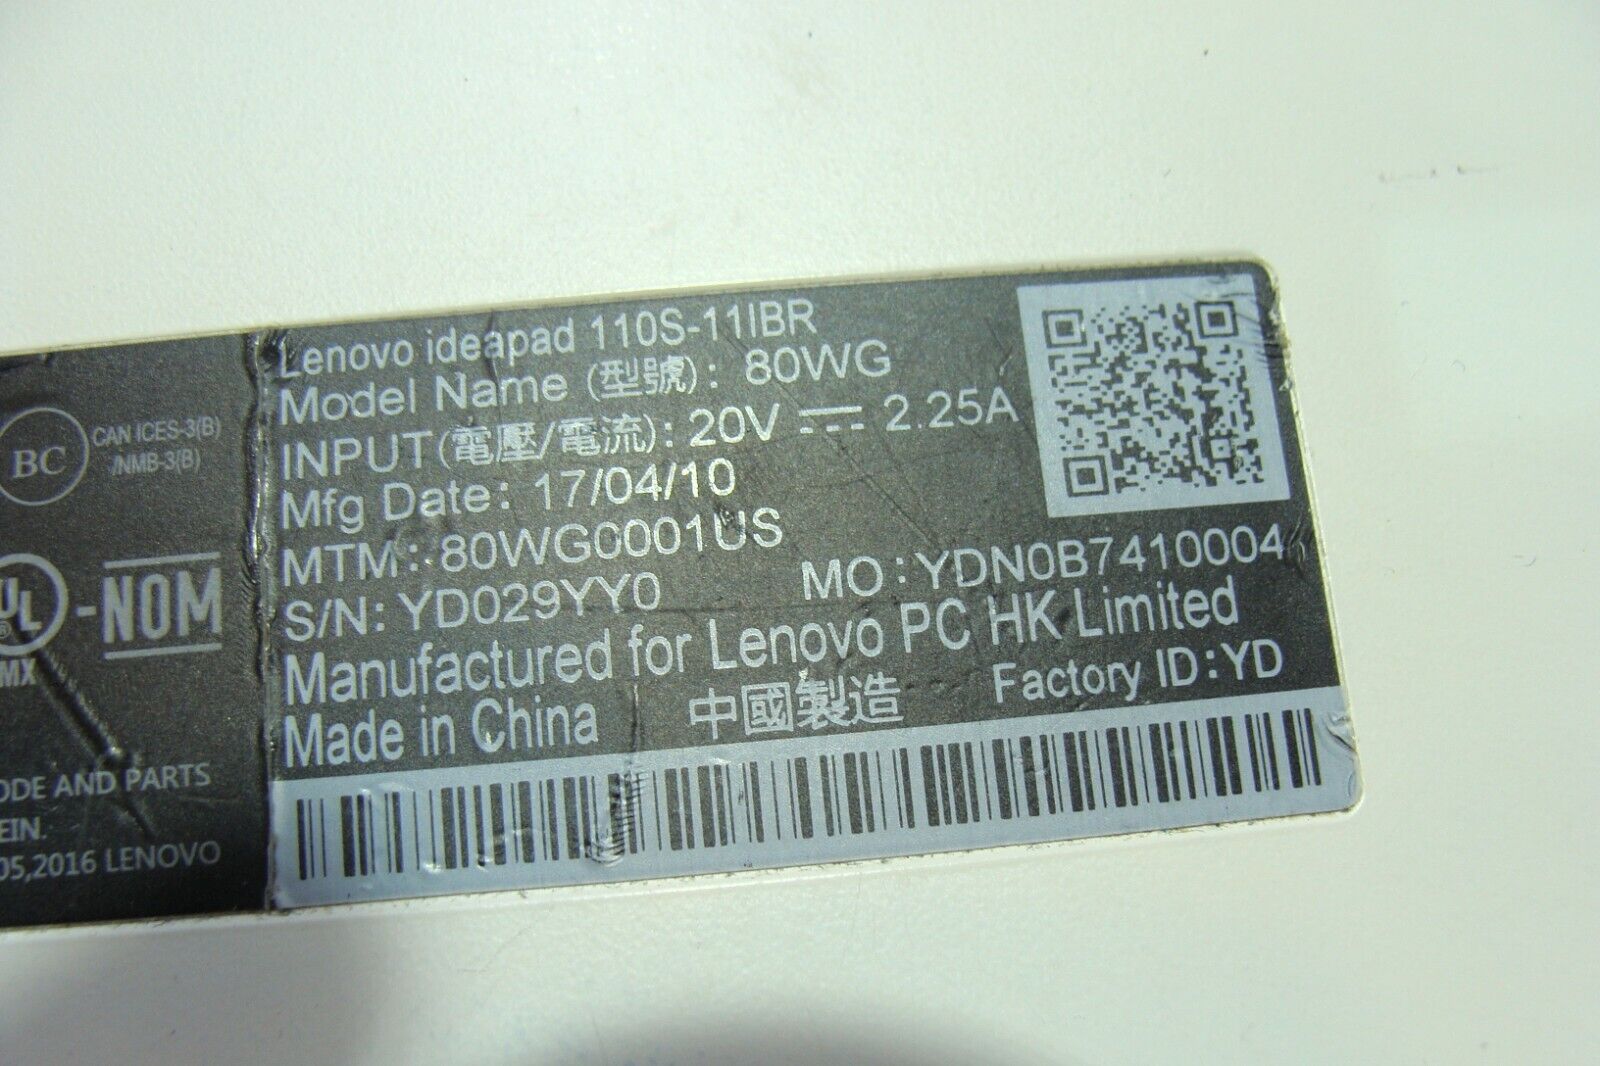 Lenovo ideapad 110S-11IBR
Model Name (型號): 80WG
INPUT(電壓/電流): 20V ⎓ 2.25A
Mfg Date: 17/04/10
MTM: 80WG0001US
S/N: YD029YY0 MO:YDN0B7410004
Manufactured for Lenovo PC HK Limited
Made in China 中國製造 Factory ID:YD
BC CAN ICES-3(B)
/NMB-3(B)
UL ® -NOM
MX
ODE AND PARTS
EIN.
05,2016 LENOVO